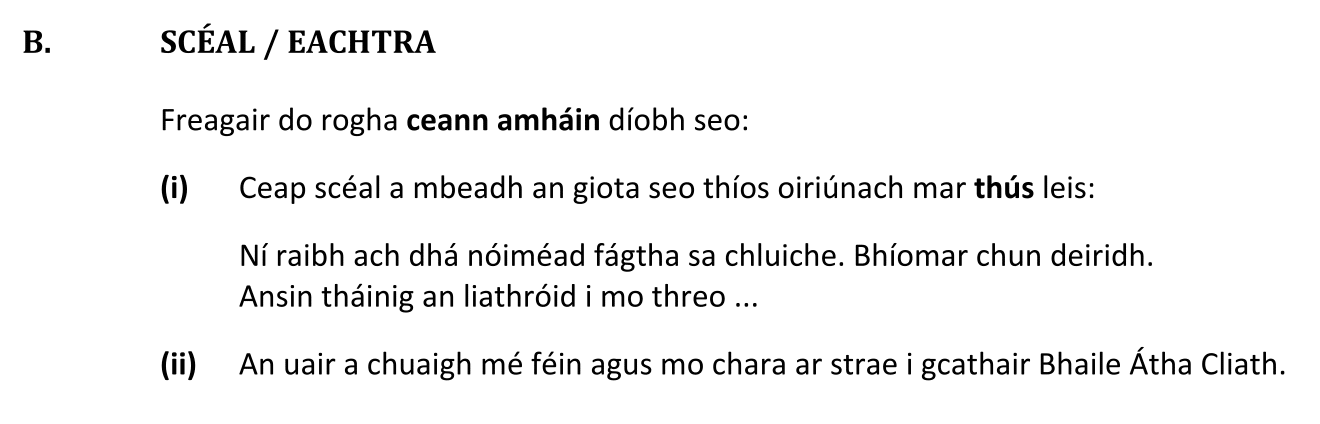 B. SCÉAL / EACHTRA
Freagair do rogha ceann amháin díobh seo:
(i) Ceap scéal a mbeadh an giota seo thíos oiriúnach mar thús leis:
Ní raibh ach dhá nóiméad fágtha sa chluiche. Bhíomar chun deiridh.
Ansin tháinig an liathróid i mo threo ...
(ii) An uair a chuaigh mé féin agus mo chara ar strae i gcathair Bhaile Átha Cliath.